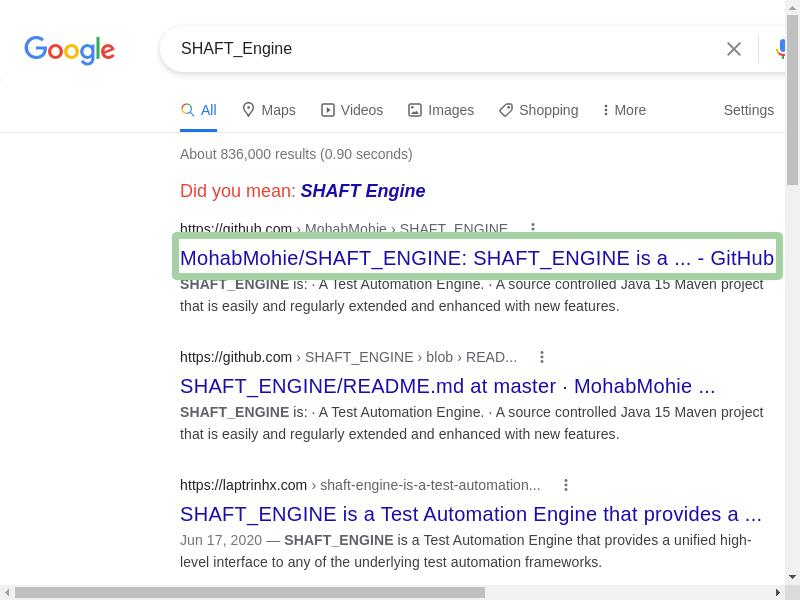 Google
SHAFT_Engine
All Maps Videos Images Shopping More Settings
About 836,000 results (0.90 seconds)
Did you mean: SHAFT Engine
https://github.com › MohabMohie › SHAFT_ENGINE
MohabMohie/SHAFT_ENGINE: SHAFT_ENGINE is a ... - GitHub
SHAFT_ENGINE is: · A Test Automation Engine. · A source controlled Java 15 Maven project
that is easily and regularly extended and enhanced with new features.
https://github.com › SHAFT_ENGINE › blob › READ...
SHAFT_ENGINE/README.md at master · MohabMohie ...
SHAFT_ENGINE is: · A Test Automation Engine. · A source controlled Java 15 Maven project
that is easily and regularly extended and enhanced with new features.
https://laptrinhx.com › shaft-engine-is-a-test-automation...
SHAFT_ENGINE is a Test Automation Engine that provides a ...
Jun 17, 2020 — SHAFT_ENGINE is a Test Automation Engine that provides a unified high-
level interface to any of the underlying test automation frameworks.